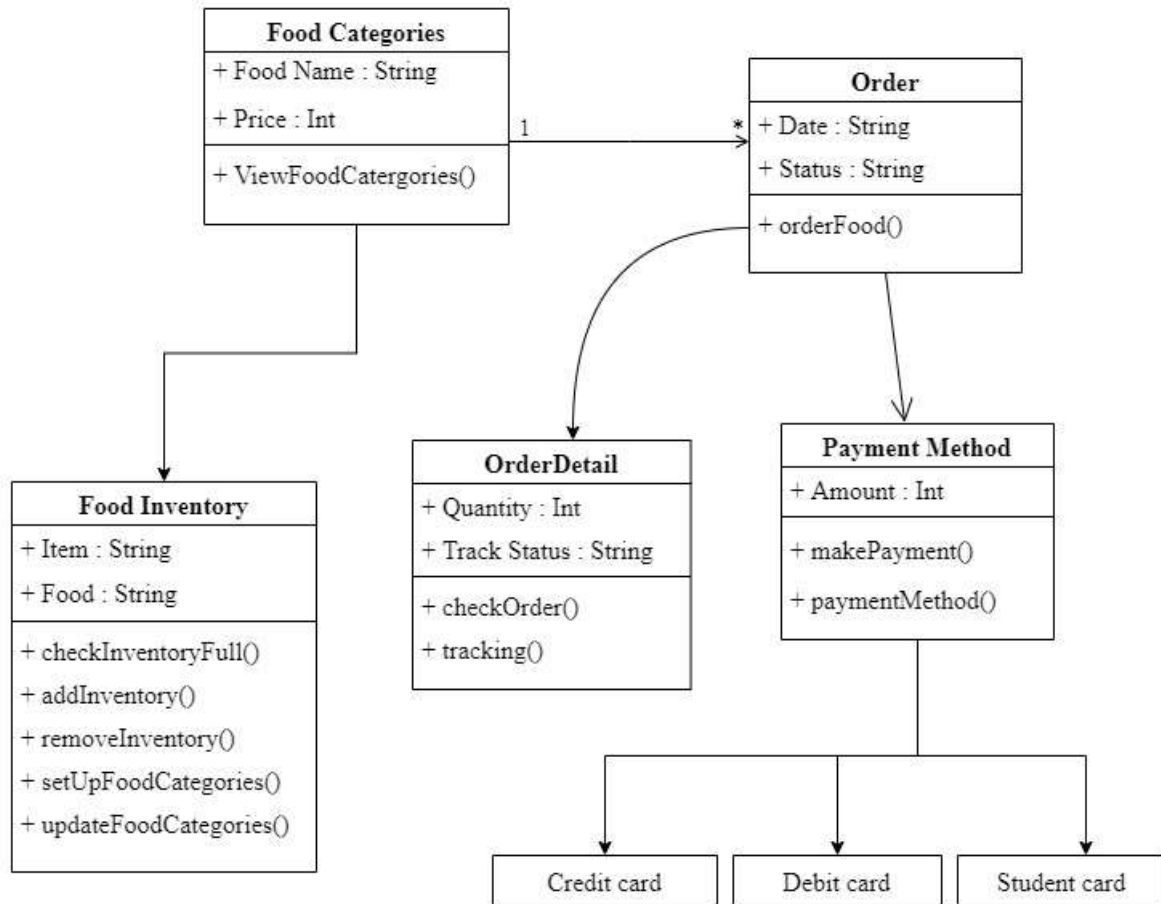 Food Categories
+ Food Name : String
+ Price : Int
+ ViewFoodCatergories()
1
*
Order
+ Date : String
+ Status : String
+ orderFood()
Food Inventory
+ Item : String
+ Food : String
+ checkInventoryFull()
+ addInventory()
+ removeInventory()
+ setUpFoodCategories()
+ updateFoodCategories()
OrderDetail
+ Quantity : Int
+ Track Status : String
+ checkOrder()
+ tracking()
Payment Method
+ Amount : Int
+ makePayment()
+ paymentMethod()
Credit card
Debit card
Student card